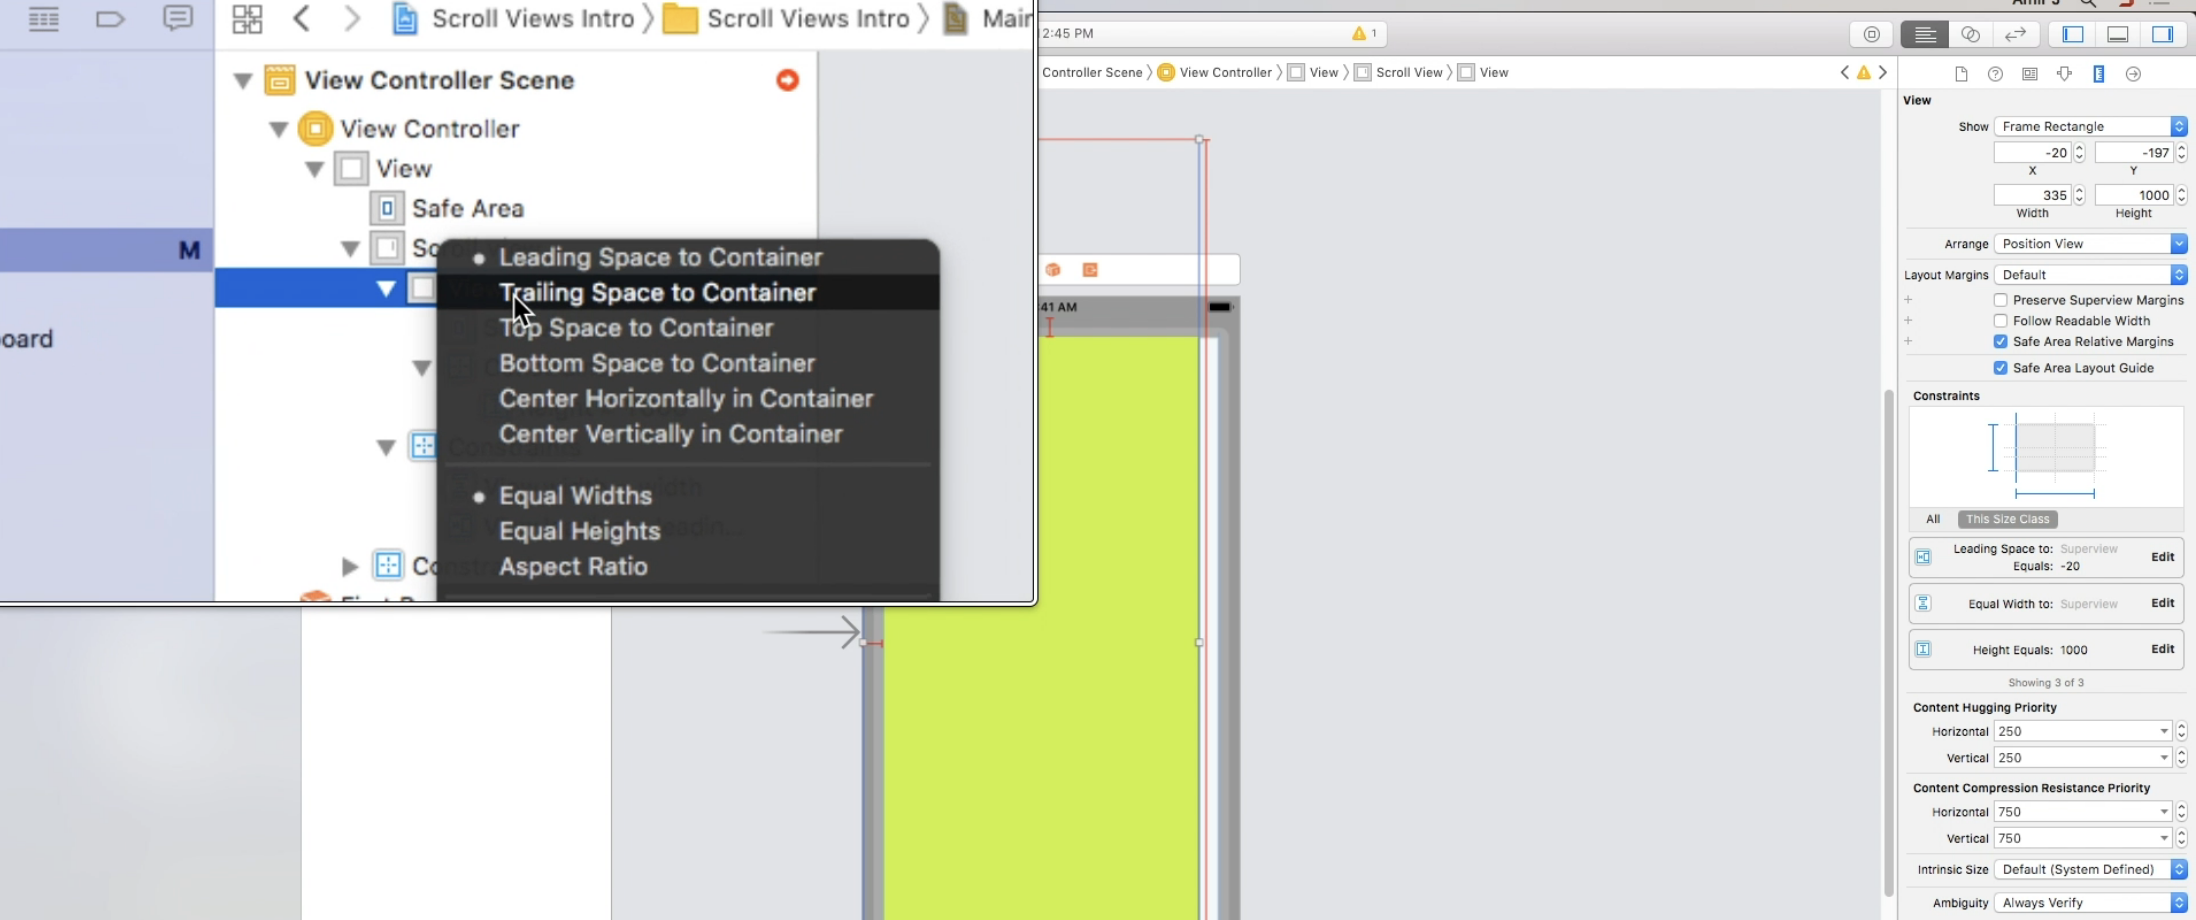 Scroll Views Intro
Scroll Views Intro
View Controller Scene
View Controller
View
Safe Area
M
Leading Space to Container
Trailing Space to Container
Top Space to Container
Bottom Space to Container
Center Horizontally in Container
Center Vertically in Container
Equal Widths
Equal Heights
Aspect Ratio
oard
2:45 PM
1
Controller Scene
View Controller
View
Scroll View
View
41 AM
View
Show Frame Rectangle
-20 -197
X Y
335 1000
Width Height
Arrange Position View
Layout Margins Default
Preserve Superview Margins
Follow Readable Width
Safe Area Relative Margins
Safe Area Layout Guide
Constraints
All This Size Class
Leading Space to: Superview Edit
Equals: -20
Equal Width to: Superview Edit
Height Equals: 1000 Edit
Showing 3 of 3
Content Hugging Priority
Horizontal 250
Vertical 250
Content Compression Resistance Priority
Horizontal 750
Vertical 750
Intrinsic Size Default (System Defined)
Ambiguity Always Verify